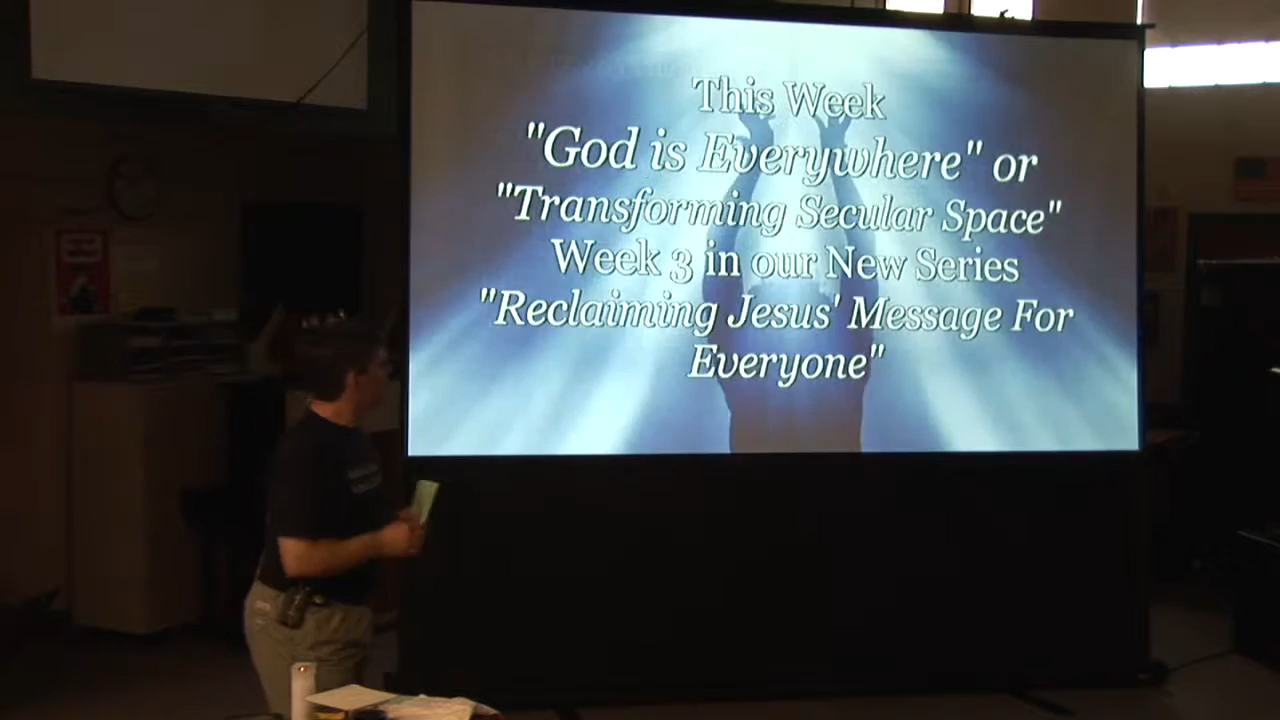 This Week
"God is Everywhere" or
"Transforming Secular Space"
Week 3 in our New Series
"Reclaiming Jesus' Message For
Everyone"